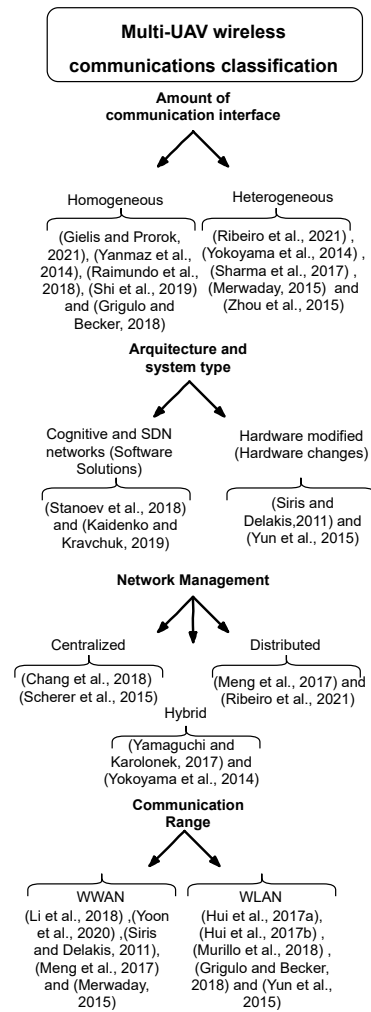 Multi-UAV wireless
communications classification
Amount of
communication interface
Homogeneous
(Gielis and Prorok,
2021), (Yanmaz et al.,
2014), (Raimundo et al.,
2018), (Shi et al., 2019)
and (Grigulo and
Becker, 2018)
Heterogeneous
(Ribeiro et al., 2021) ,
(Yokoyama et al., 2014) ,
(Sharma et al., 2017) ,
(Merwaday, 2015) and
(Zhou et al., 2015)
Arquitecture and
system type
Cognitive and SDN
networks (Software
Solutions)
(Stanoev et al., 2018)
and (Kaidenko and
Kravchuk, 2019)
Hardware modified
(Hardware changes)
(Siris and
Delakis,2011) and
(Yun et al., 2015)
Network Management
Centralized
(Chang et al., 2018)
(Scherer et al., 2015)
Distributed
(Meng et al., 2017) and
(Ribeiro et al., 2021)
Hybrid
(Yamaguchi and
Karolonek, 2017) and
(Yokoyama et al., 2014)
Communication
Range
WWAN
(Li et al., 2018) ,(Yoon
et al., 2020) ,(Siris
and Delakis, 2011),
(Meng et al., 2017)
and (Merwaday,
2015)
WLAN
(Hui et al., 2017a),
(Hui et al., 2017b) ,
(Murillo et al., 2018) ,
(Grigulo and Becker,
2018) and (Yun et al.,
2015)